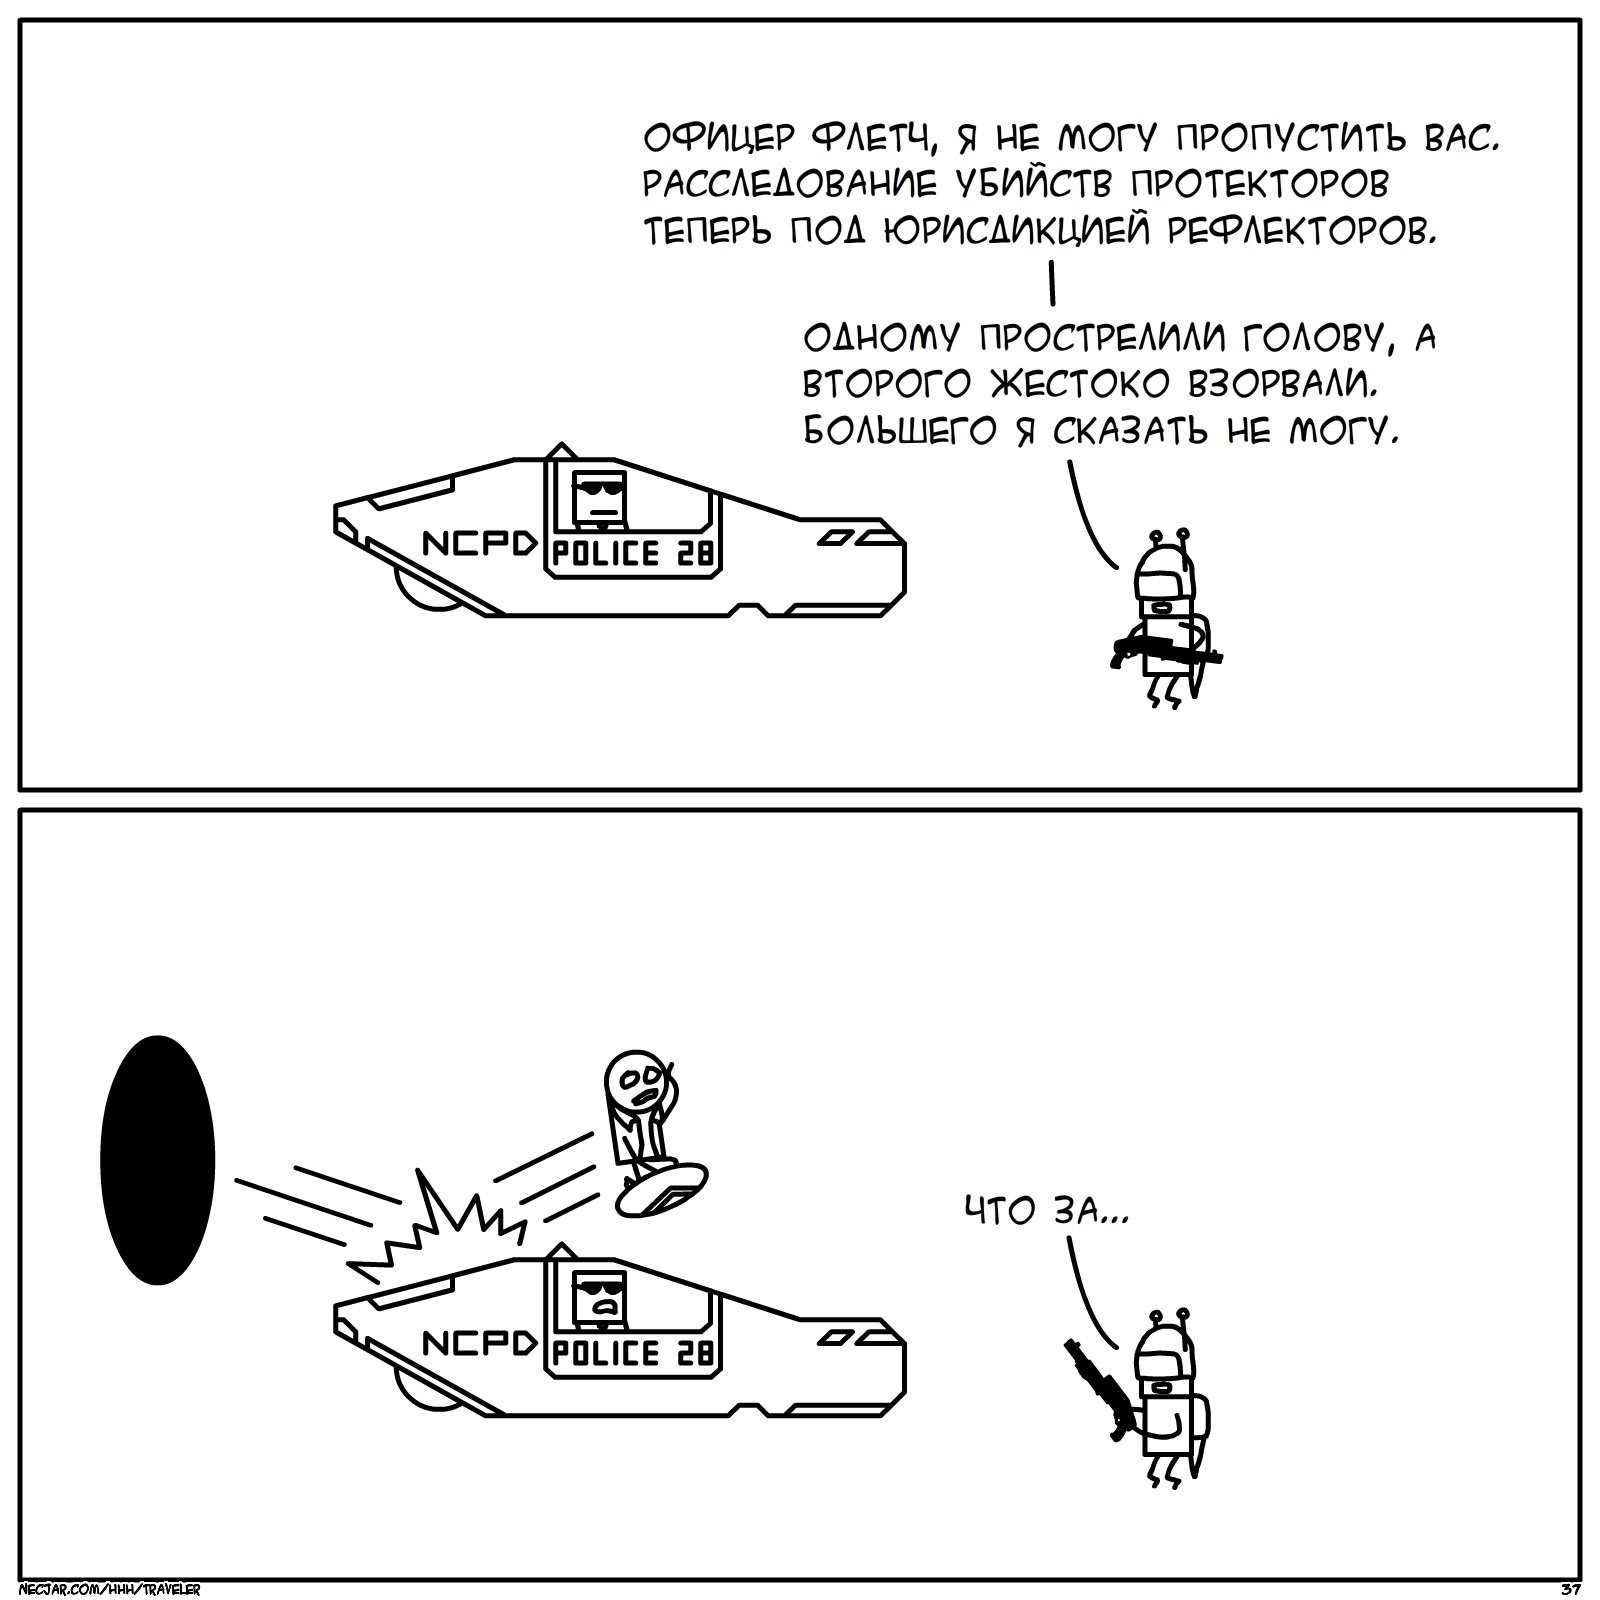 ОФИЦЕР ФЛЕТЧ, Я НЕ МОГУ ПРОПУСТИТЬ ВАС.
РАССЛЕДОВАНИЕ УБИЙСТВ ПРОТЕКТОРОВ
ТЕПЕРЬ ПОД ЮРИСДИКЦИЕЙ РЕФЛЕКТОРОВ.
ОДНОМУ ПРОСТРЕЛИЛИ ГОЛОВУ, А
ВТОРОГО ЖЕСТОКО ВЗОРВАЛИ.
БОЛЬШЕГО Я СКАЗАТЬ НЕ МОГУ.
NCPD
POLICE 28
ЧТО ЗА...
NCPD
POLICE 28
NECJAR.COM/HHH/TRAVELER
37